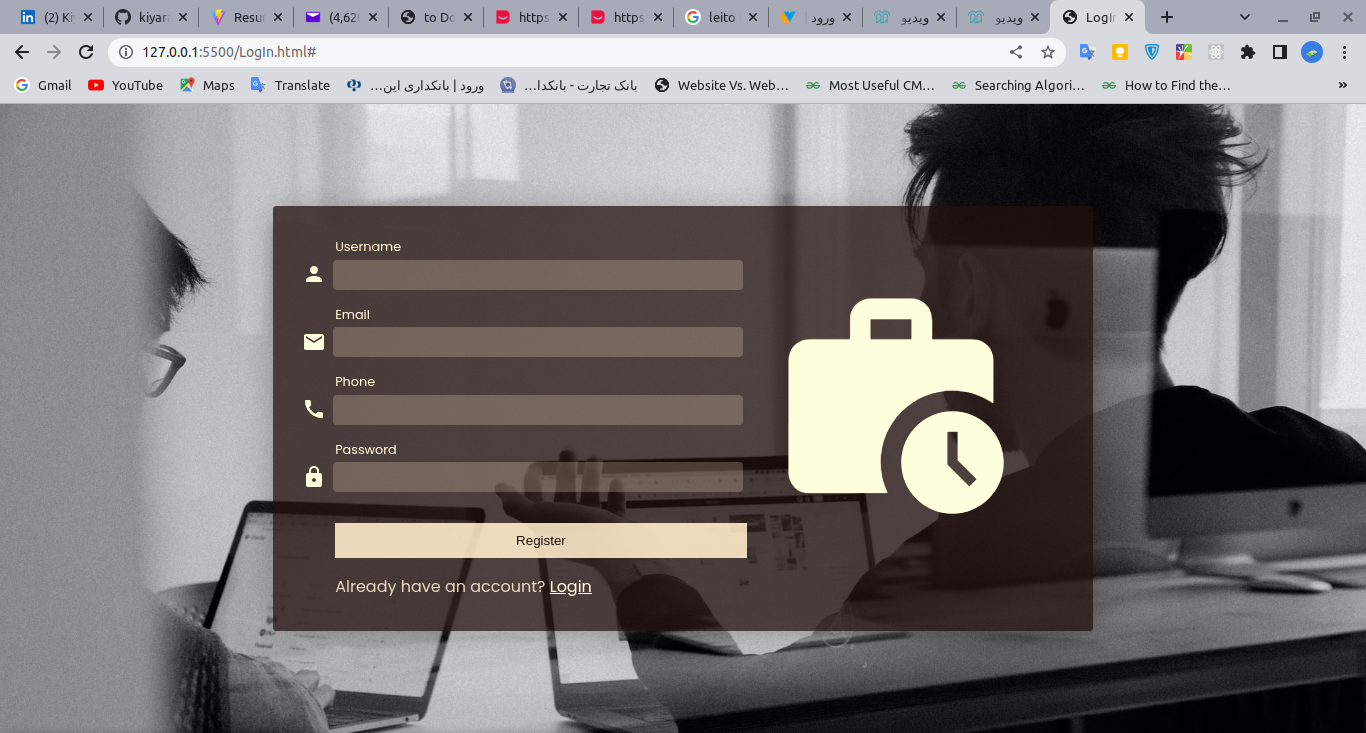 (2) Ki
kiyara
Resu
(4,620
to Do
https
https
leito
ورود |
ویدیو
ویدیو
LogIn
127.0.0.1:5500/LogIn.html#
Gmail
YouTube
Maps
Translate
ورود | بانکداری این...
بانک تجارت - بانکدا...
Website Vs. Web...
Most Useful CM...
Searching Algori...
How to Find the...
»
Username
Email
Phone
Password
Register
Already have an account? Login